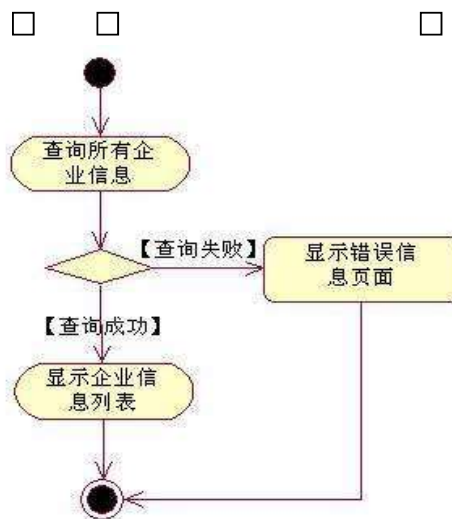 查询所有企
业信息
【查询失败】
显示错误信
息页面
【查询成功】
显示企业信
息列表